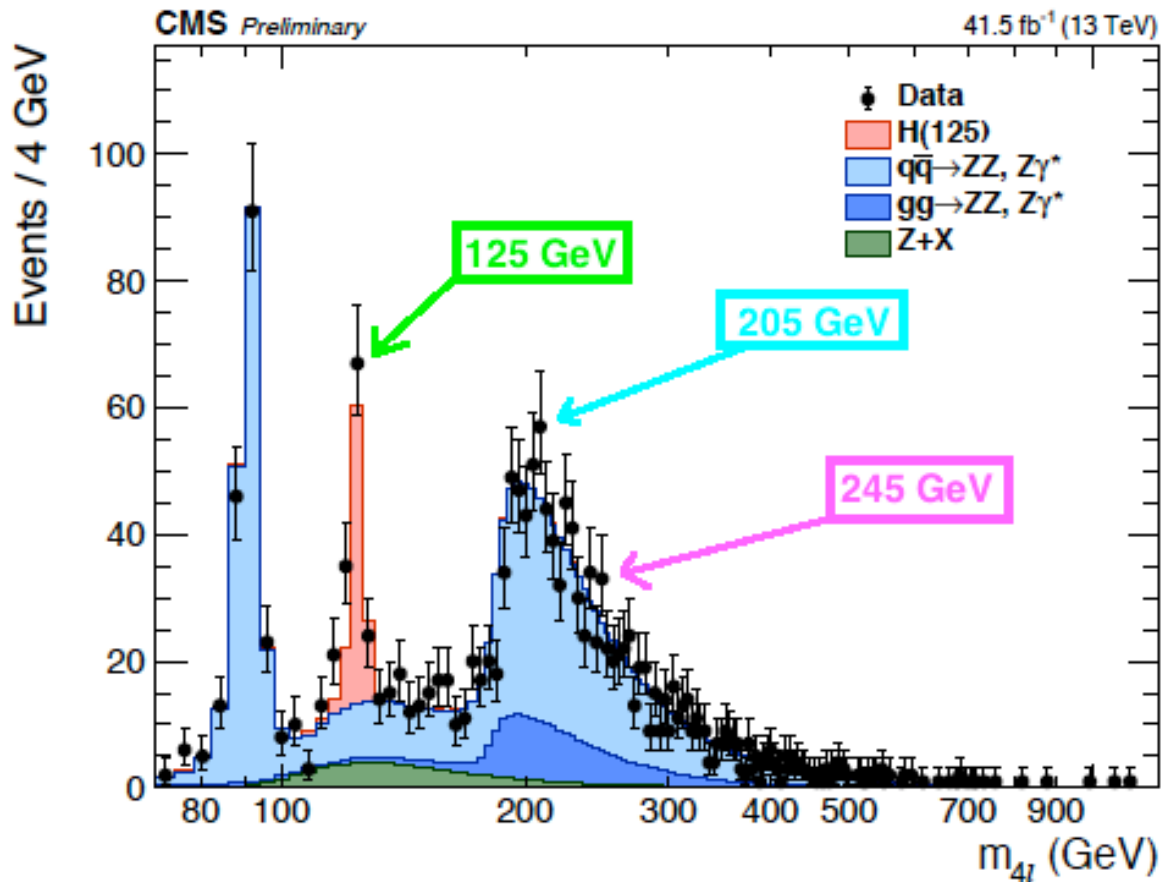 CMS Preliminary
41.5 fb⁻¹ (13 TeV)
Events / 4 GeV
Data
H(125)
qq̄→ZZ, Zγ*
gg→ZZ, Zγ*
Z+X
125 GeV
205 GeV
245 GeV
100
80
60
40
20
0
80 100 200 300 400 500 700 900
m₄ₗ (GeV)